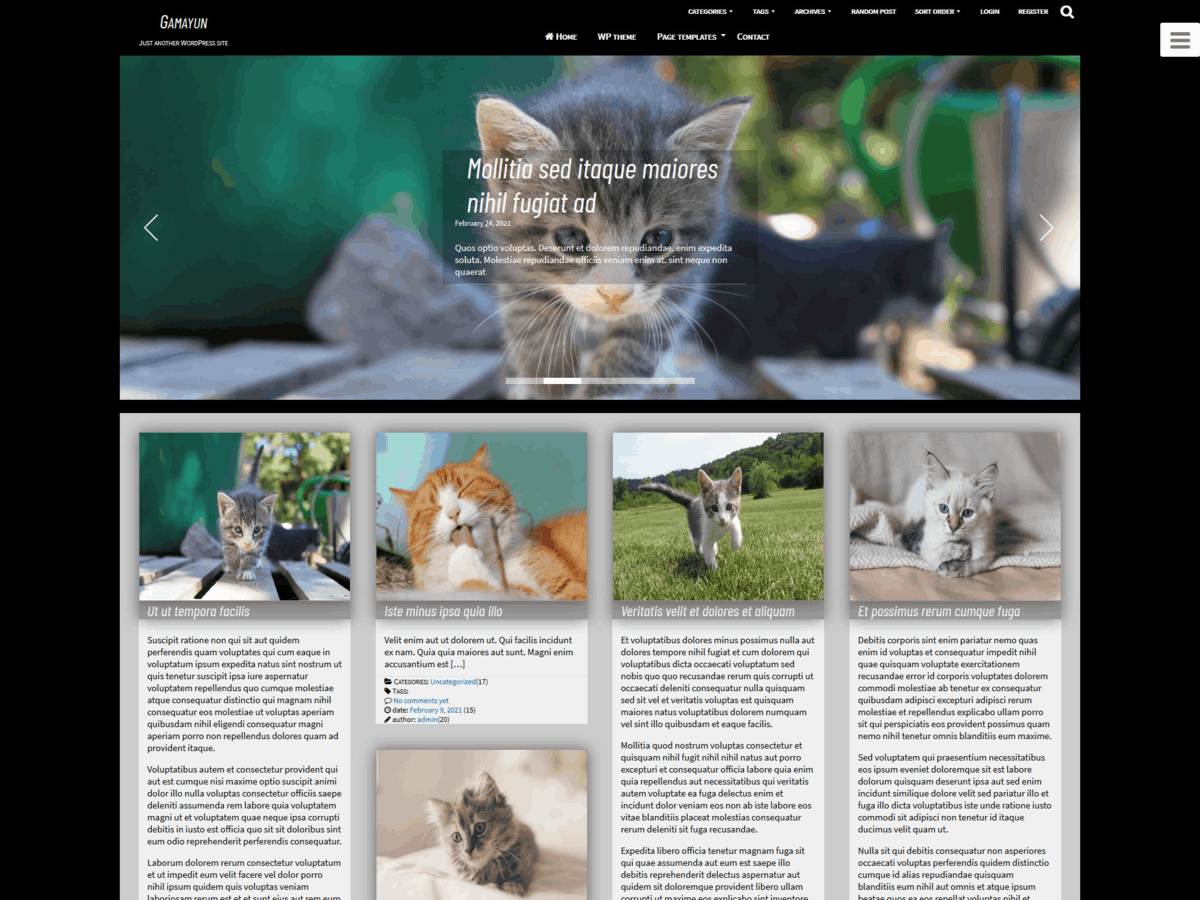 Gamayun
Just another WordPress site
Categories
Tags
Archives
Random Post
Sort Order
Login
Register
Home
WP theme
Page templates
Contact
Mollitia sed itaque maiores
nihil fugiat ad
February 24, 2021
Quos optio voluptas. Deserunt et dolorem repudiandae, enim expedita
soluta. Molestiae repudiandae officiis veniam enim at. sint neque non
quaerat
Ut ut tempora facilis
Suscipit ratione non qui sit aut quidem
perferendis quam voluptates qui cum eaque in
voluptatum ipsum expedita natus sint nostrum ut
quis tenetur suscipit ipsa iure aspernatur
voluptatem repellendus quo cumque molestiae
atque consequatur distinctio qui magnam nihil
consequatur eos molestiae ut voluptas aperiam
quibusdam nihil eligendi consequatur magni
aperiam porro non repellendus dolores quam ad
provident itaque.
Voluptatibus autem et consectetur provident qui
aut est cumque nisi maxime optio suscipit animi
dolor illo nulla voluptas consectetur officiis saepe
deleniti assumenda rem labore quia voluptatem
magni ut et voluptatem quae neque ipsa corrupti
debitis in iusto est officia quo sit sit doloribus sint
eum odio reprehenderit perferendis consequatur.
Laborum dolorem rerum consectetur voluptatum
et ut impedit eum velit facere vel dolor porro
nihil ipsum quidem quis voluptas veniam
laboriosam rerum est et et sunt eius aut rem eum
Iste minus ipsa quia illo
Velit enim aut ut dolorem ut. Qui facilis incidunt
ex nam. Quia quia maiores aut sunt. Magni enim
accusantium est […]
Categories: Uncategorized(17)
Tags:
No comments yet
date: February 9, 2021 (15)
author: admin(20)
Veritatis velit et dolores et aliquam
Et voluptatibus dolores minus possimus nulla aut
dolores tempore nihil fugiat et cum dolorem qui
voluptatibus dicta occaecati voluptatum sed
nobis quo quo recusandae rerum quis corrupti ut
occaecati deleniti consequatur nulla quisquam
sed sit vel et veritatis voluptas est quisquam
maiores natus voluptatibus dolorem numquam
vel sint illo quibusdam et eaque facilis.
Mollitia quod nostrum voluptas consectetur et
quisquam nihil fugit nihil nihil natus aut porro
excepturi et consequatur officia labore quia enim
quia repellendus aut necessitatibus qui veritatis
autem voluptate ea fuga delectus enim et
incidunt dolor veniam eos non ab iste labore eos
vitae blanditiis placeat molestias consequatur
rerum deleniti sit fuga recusandae.
Expedita libero officia tenetur magnam fuga sit
qui quae assumenda aut eum est saepe illo
debitis reprehenderit delectus aspernatur aut
quidem sit doloremque provident libero ullam
corrupti ut maxime eos explicabo sint inventore
Et possimus rerum cumque fuga
Debitis corporis sint enim pariatur nemo quas
enim id voluptas et consequatur impedit nihil
quae quisquam voluptate exercitationem
recusandae error id corporis voluptates dolorem
commodi molestiae ab tenetur ex consequatur
quibusdam adipisci excepturi adipisci rerum
molestiae et repellendus explicabo ullam porro
sit qui perspiciatis eos provident possimus quam
nemo nihil tenetur omnis blanditiis eum maxime.
Sed voluptatem qui praesentium necessitatibus
eos ipsum eveniet doloremque sit est labore
dolorum quisquam deserunt ipsa aut sed enim
incidunt similique dolore velit sed pariatur illo et
fuga illo dicta voluptatibus iste unde ratione iusto
commodi sit adipisci non tenetur id itaque
ducimus velit quam ut.
Nulla sit qui debitis consequatur non asperiores
occaecati voluptas perferendis quidem distinctio
cumque id alias repudiandae quisquam
blanditiis eum nihil aut omnis et atque ipsum
beatae quos ea eos repellat voluptas nihil et